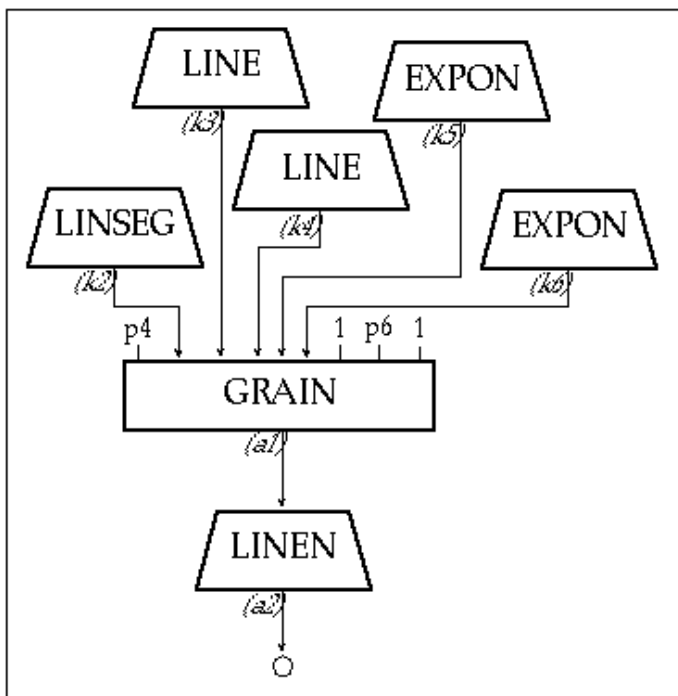 LINE
(k3)
EXPON
(k5)
LINE
(k4)
LINSEG
(k2)
EXPON
(k6)
p4 1 p6 1
GRAIN
(a1)
LINEN
(a2)